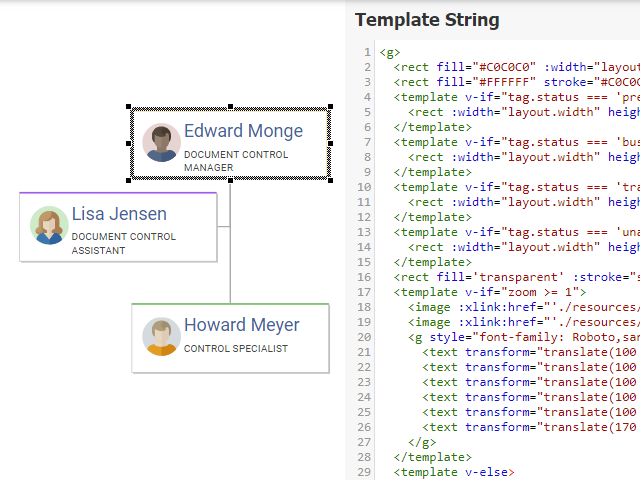 Template String
Edward Monge
DOCUMENT CONTROL
MANAGER
Lisa Jensen
DOCUMENT CONTROL
ASSISTANT
Howard Meyer
CONTROL SPECIALIST
1 <g>
2 <rect fill="#C0C0C0" :width="layout
3 <rect fill="#FFFFFF" stroke="#C0C0C
4 <template v-if="tag.status === 'pre
5 <rect :width="layout.width" heigh
6 </template>
7 <template v-if="tag.status === 'bus
8 <rect :width="layout.width" heigh
9 </template>
10 <template v-if="tag.status === 'tra
11 <rect :width="layout.width" heigh
12 </template>
13 <template v-if="tag.status === 'una
14 <rect :width="layout.width" heigh
15 </template>
16 <rect fill='transparent' :stroke="s
17 <template v-if="zoom >= 1">
18 <image :xlink:href="'./resources/
19 <image :xlink:href="'./resources/
20 <g style="font-family: Roboto,san
21 <text transform="translate(100
22 <text transform="translate(100
23 <text transform="translate(100
24 <text transform="translate(100
25 <text transform="translate(100
26 <text transform="translate(170
27 </g>
28 </template>
29 <template v-else>